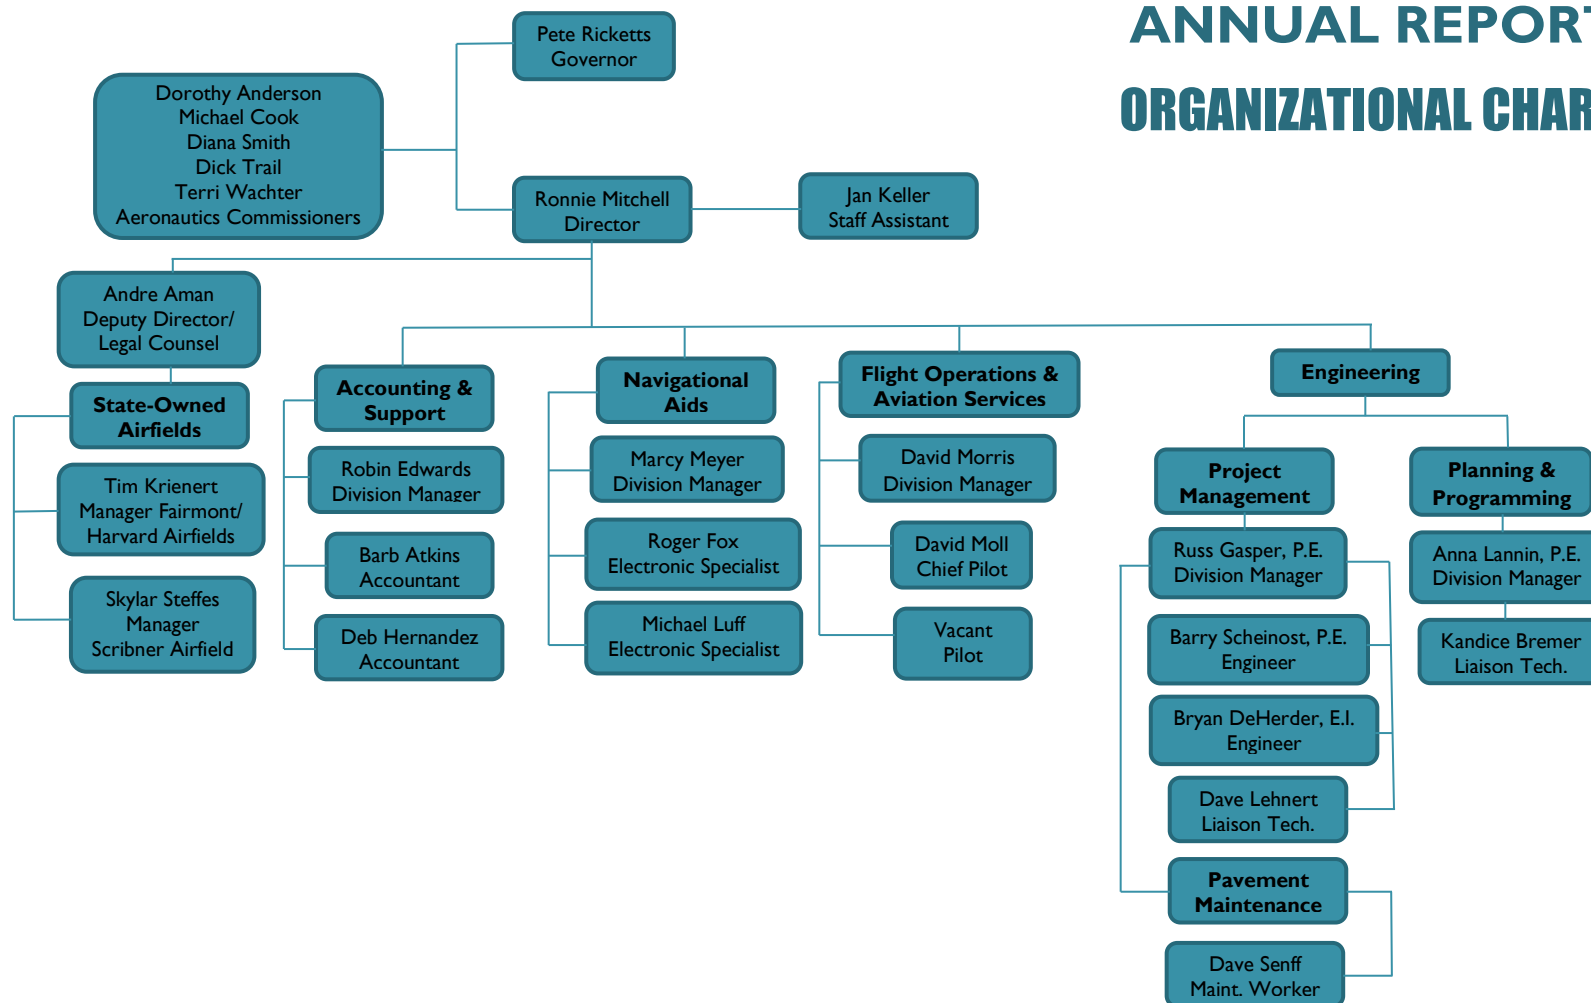 ANNUAL REPORT
ORGANIZATIONAL CHAR
Pete Ricketts
Governor
Dorothy Anderson
Michael Cook
Diana Smith
Dick Trail
Terri Wachter
Aeronautics Commissioners
Ronnie Mitchell
Director
Jan Keller
Staff Assistant
Andre Aman
Deputy Director/
Legal Counsel
State-Owned
Airfields
Tim Krienert
Manager Fairmont/
Harvard Airfields
Skylar Steffes
Manager
Scribner Airfield
Accounting &
Support
Robin Edwards
Division Manager
Barb Atkins
Accountant
Deb Hernandez
Accountant
Navigational
Aids
Marcy Meyer
Division Manager
Roger Fox
Electronic Specialist
Michael Luff
Electronic Specialist
Flight Operations &
Aviation Services
David Morris
Division Manager
David Moll
Chief Pilot
Vacant
Pilot
Engineering
Project
Management
Russ Gasper, P.E.
Division Manager
Barry Scheinost, P.E.
Engineer
Bryan DeHerder, E.I.
Engineer
Dave Lehnert
Liaison Tech.
Pavement
Maintenance
Dave Senff
Maint. Worker
Planning &
Programming
Anna Lannin, P.E.
Division Manager
Kandice Bremer
Liaison Tech.